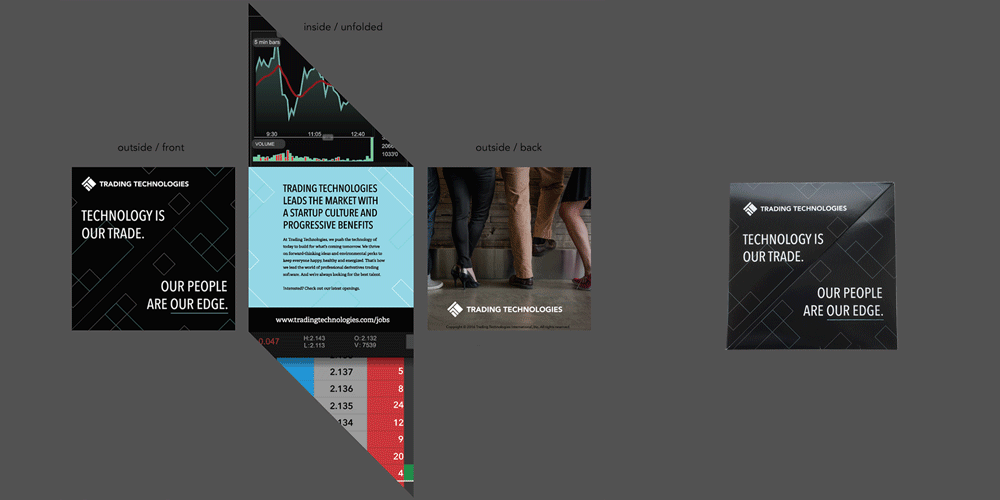 inside / unfolded
5 min bars
9:30 11:05 12:40
VOLUME
1033'0
outside / front
TRADING TECHNOLOGIES
TECHNOLOGY IS
OUR TRADE.
OUR PEOPLE
ARE OUR EDGE.
TRADING TECHNOLOGIES
LEADS THE MARKET WITH
A STARTUP CULTURE AND
PROGRESSIVE BENEFITS
At Trading Technologies, we push the technology of
today to build for what's coming tomorrow. We thrive
on forward-thinking ideas and environmental perks to
keep everyone happy, healthy and energized. That's how
we lead the world of professional derivatives trading
software. And we're always looking for the best talent.
Interested? Check out our latest openings.
www.tradingtechnologies.com/jobs
0.047 H:2.143 O:2.132
L:2.113 V: 7539
2.137 5
2.136 8
2.135 24
134 12
9
20
4
outside / back
TRADING TECHNOLOGIES
Copyright © 2016 Trading Technologies International, Inc. All rights reserved.
TRADING TECHNOLOGIES
TECHNOLOGY IS
OUR TRADE.
OUR PEOPLE
ARE OUR EDGE.